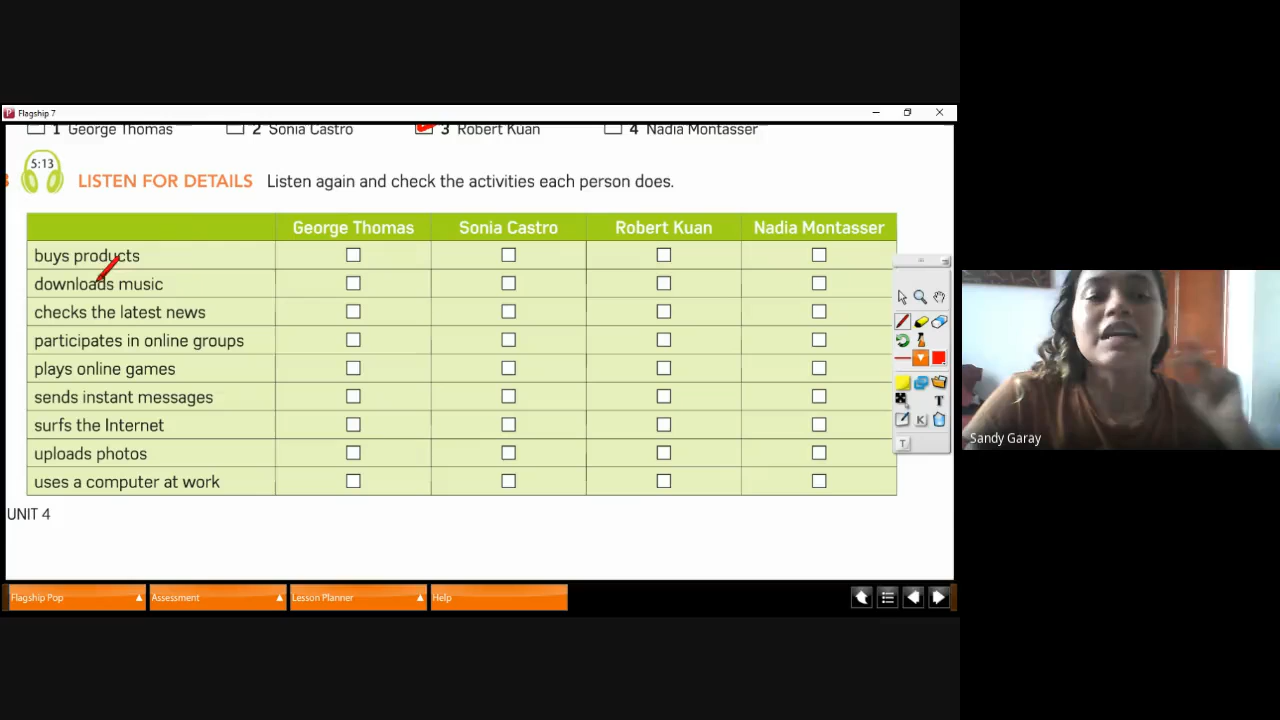 Flagship 7
1 George Thomas 2 Sonia Castro 3 Robert Kuan 4 Nadia Montasser
5:13
LISTEN FOR DETAILS Listen again and check the activities each person does.
George Thomas Sonia Castro Robert Kuan Nadia Montasser
buys products
downloads music
checks the latest news
participates in online groups
plays online games
sends instant messages
surfs the Internet
uploads photos
uses a computer at work
UNIT 4
Flagship Pop Assessment Lesson Planner Help
T
K
T
Sandy Garay